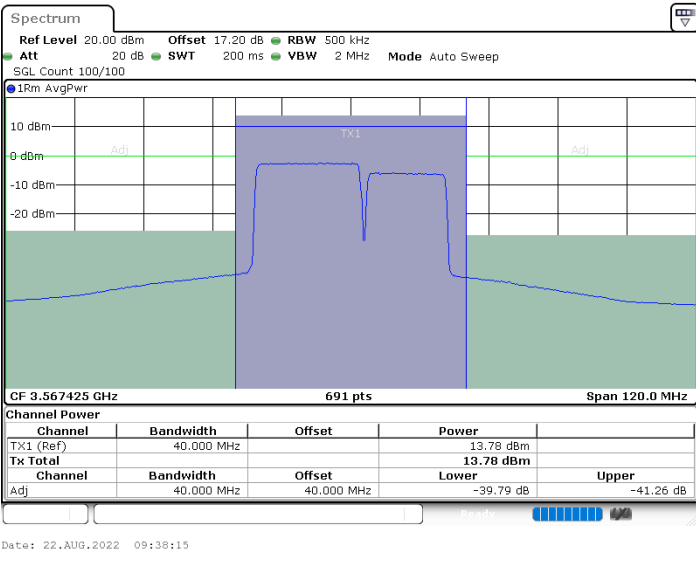 Spectrum
Ref Level 20.00 dBm Offset 17.20 dB RBW 500 kHz
Att 20 dB SWT 200 ms VBW 2 MHz Mode Auto Sweep
SGL Count 100/100
1Rm AvgPwr
10 dBm
TX1
Adj
Adj
0 dBm
-10 dBm
-20 dBm
CF 3.567425 GHz 691 pts Span 120.0 MHz
Channel Power
Channel Bandwidth Offset Power
TX1 (Ref) 40.000 MHz 13.78 dBm
Tx Total 13.78 dBm
Channel Bandwidth Offset Lower Upper
Adj 40.000 MHz 40.000 MHz -39.79 dB -41.26 dB
Ready
Date: 22.AUG.2022 09:38:15